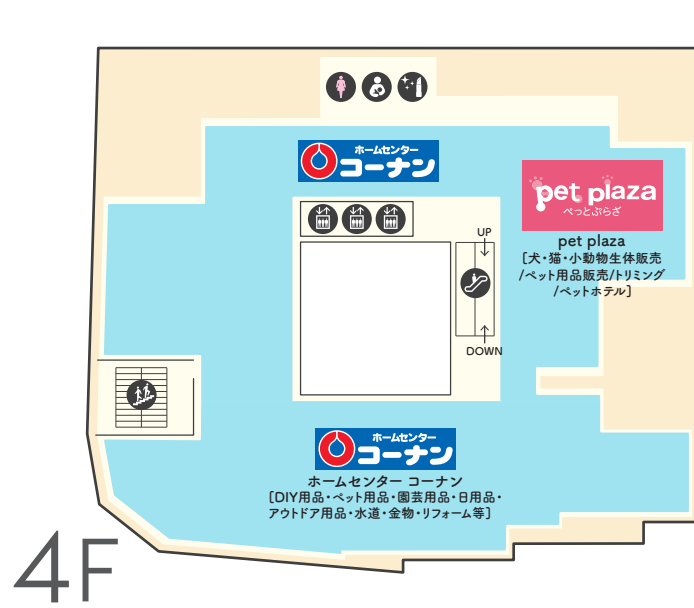 ホームセンター
コーナン
pet plaza
ぺっとぷらざ
pet plaza
[犬・猫・小動物生体販売
/ペット用品販売/トリミング
/ペットホテル]
UP
DOWN
ホームセンター
コーナン
ホームセンター コーナン
[DIY用品・ペット用品・園芸用品・日用品・
アウトドア用品・水道・金物・リフォーム等]
4F